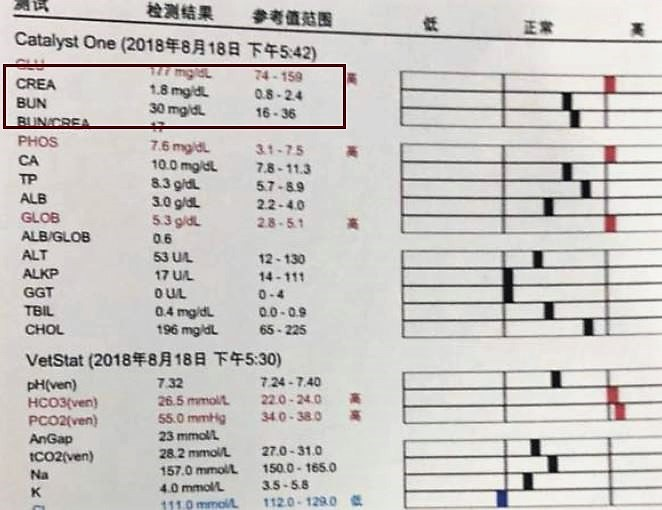 测试 检测结果 参考值范围 低 正常 高
Catalyst One (2018年8月18日 下午5:42)
GLU 177 mg/dL 74 - 159 高
CREA 1.8 mg/dL 0.8 - 2.4
BUN 30 mg/dL 16 - 36
BUN/CREA 17
PHOS 7.6 mg/dL 3.1 - 7.5 高
CA 10.0 mg/dL 7.8 - 11.3
TP 8.3 g/dL 5.7 - 8.9
ALB 3.0 g/dL 2.2 - 4.0
GLOB 5.3 g/dL 2.8 - 5.1 高
ALB/GLOB 0.6
ALT 53 U/L 12 - 130
ALKP 17 U/L 14 - 111
GGT 0 U/L 0 - 4
TBIL 0.4 mg/dL 0.0 - 0.9
CHOL 196 mg/dL 65 - 225
VetStat (2018年8月18日 下午5:30)
pH(ven) 7.32 7.24 - 7.40
HCO3(ven) 26.5 mmol/L 22.0 - 24.0 高
PCO2(ven) 55.0 mmHg 34.0 - 38.0 高
AnGap 23 mmol/L
tCO2(ven) 28.2 mmol/L 27.0 - 31.0
Na 157.0 mmol/L 150.0 - 165.0
K 4.0 mmol/L 3.5 - 5.8
Cl 111.0 mmol/L 112.0 - 129.0 低